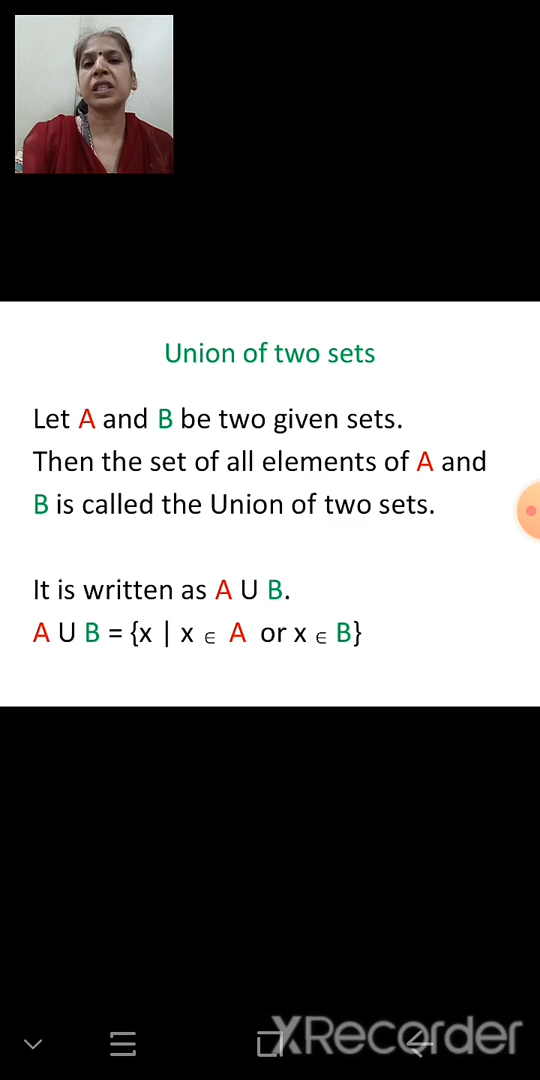 Union of two sets
Let A and B be two given sets.
Then the set of all elements of A and
B is called the Union of two sets.
It is written as A U B.
A U B = {x | x ∈ A or x ∈ B}
XRecorder